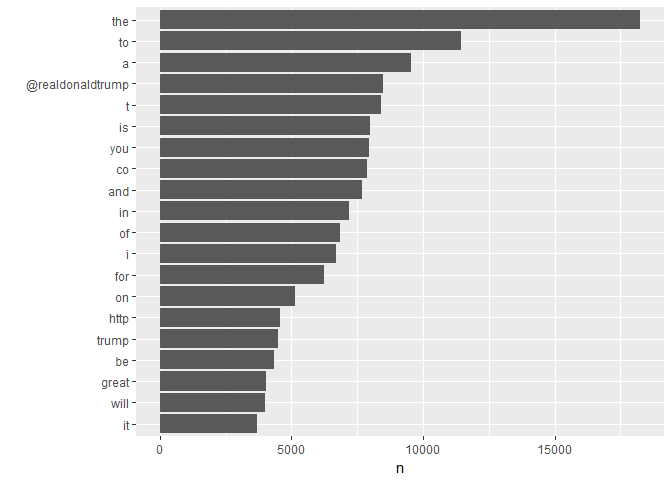 the
to
a
@realdonaldtrump
t
is
you
co
and
in
of
i
for
on
http
trump
be
great
will
it
0 5000 10000 15000
n